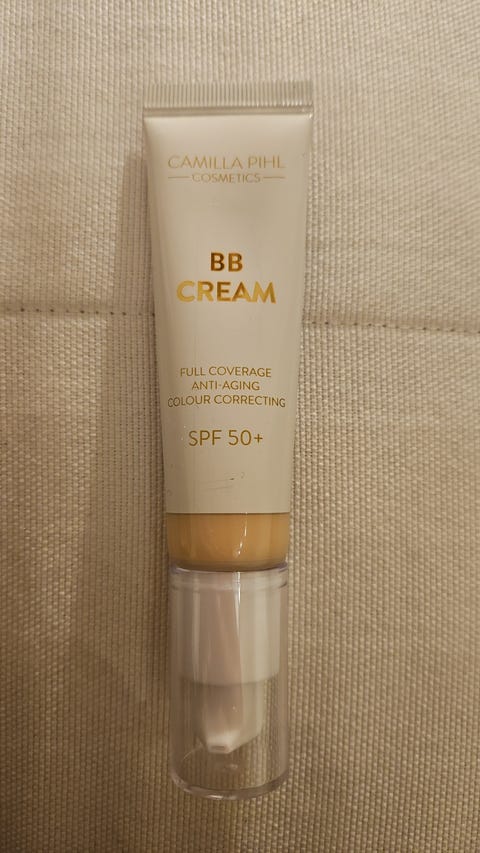 CAMILLA PIHL
COSMETICS
BB
CREAM
FULL COVERAGE
ANTI-AGING
COLOUR CORRECTING
SPF 50+